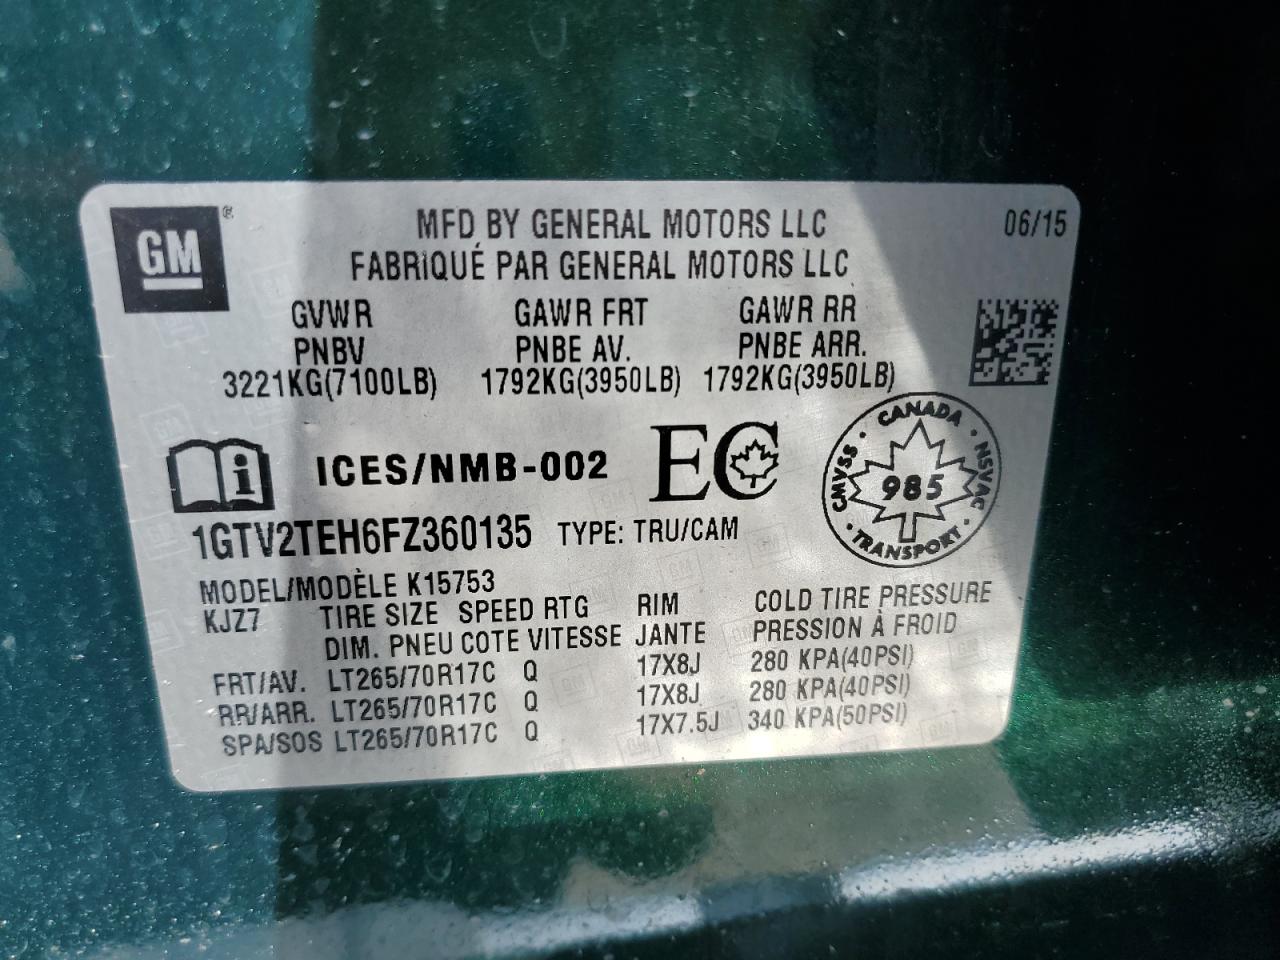 GM ®
MFD BY GENERAL MOTORS LLC
06/15
FABRIQUÉ PAR GENERAL MOTORS LLC
GVWR GAWR FRT GAWR RR
PNBV PNBE AV. PNBE ARR.
3221KG(7100LB) 1792KG(3950LB) 1792KG(3950LB)
i ICES/NMB-002 EC
CANADA
CMVSS · 985 · NSVAC
TRANSPORT
1GTV2TEH6FZ360135 TYPE: TRU/CAM
MODEL/MODÈLE K15753
KJZ7 TIRE SIZE SPEED RTG RIM COLD TIRE PRESSURE
DIM. PNEU COTE VITESSE JANTE PRESSION À FROID
FRT/AV. LT265/70R17C Q 17X8J 280 KPA(40PSI)
RR/ARR. LT265/70R17C Q 17X8J 280 KPA(40PSI)
SPA/SOS LT265/70R17C Q 17X7.5J 340 KPA(50PSI)